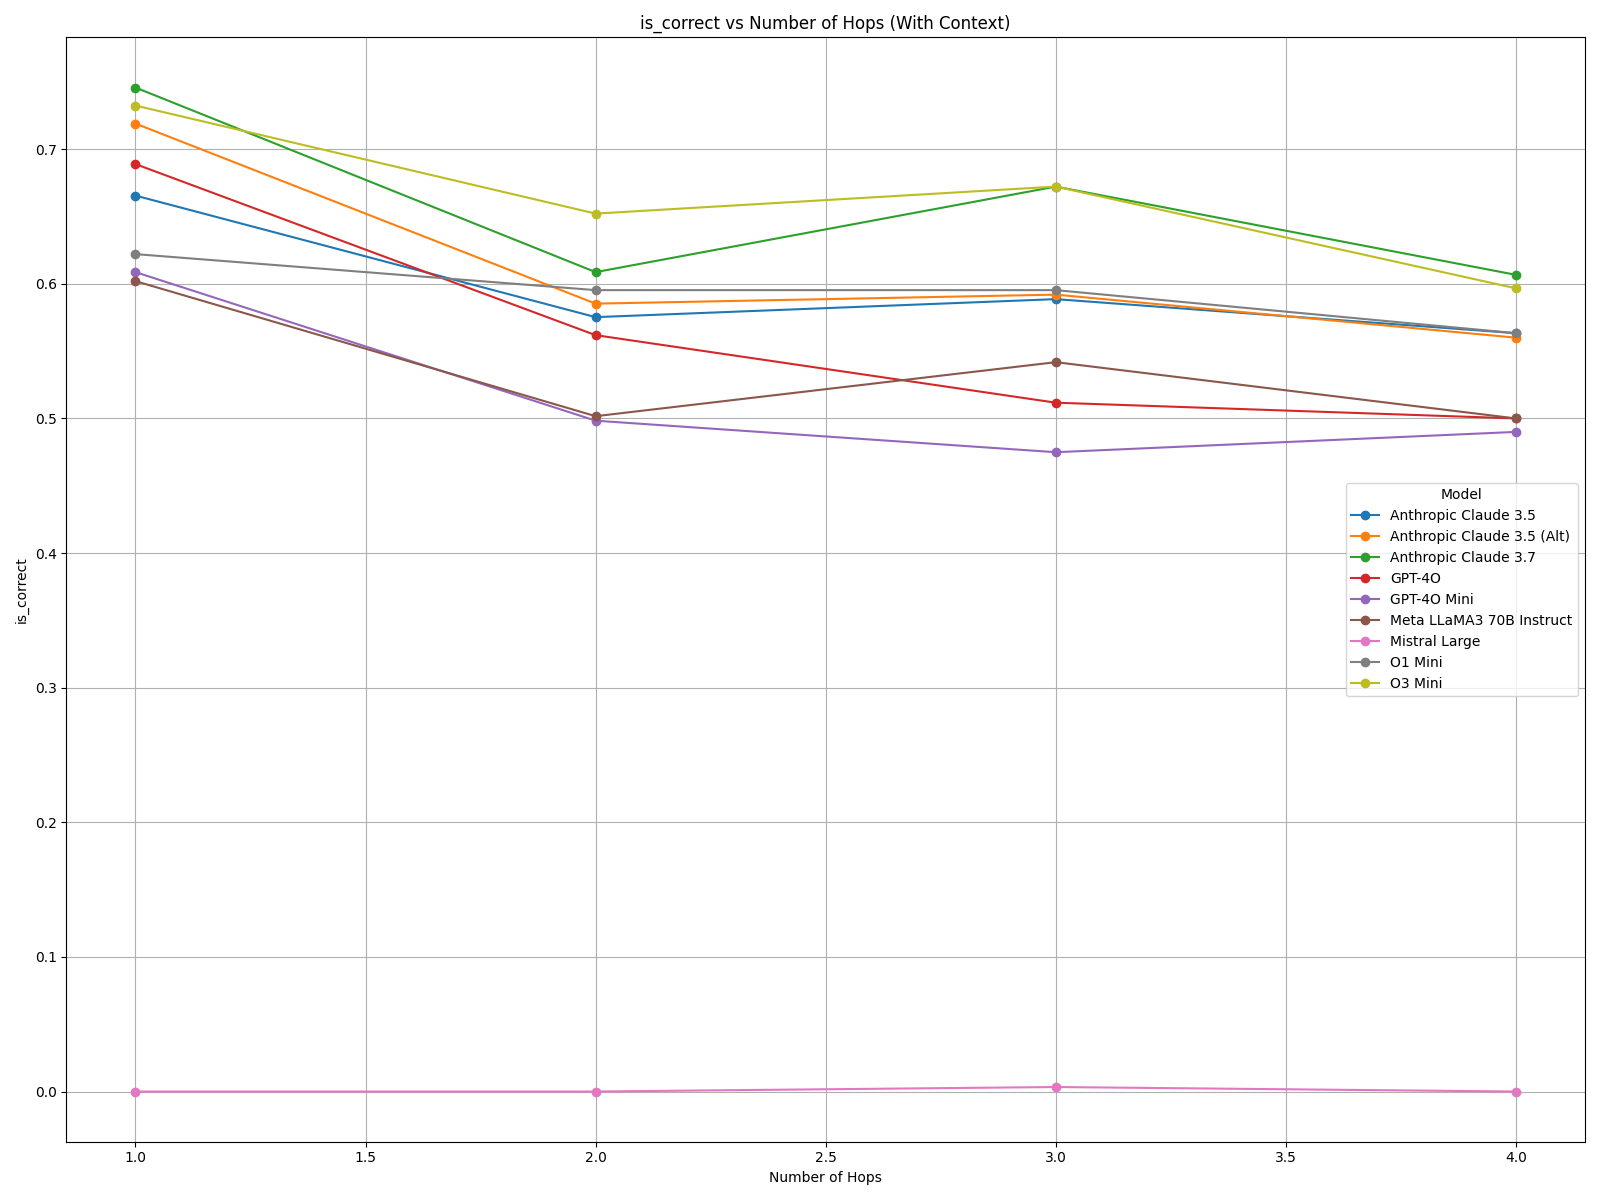 is_correct vs Number of Hops (With Context)
is_correct
0.7
0.6
0.5
0.4
0.3
0.2
0.1
0.0
Model
Anthropic Claude 3.5
Anthropic Claude 3.5 (Alt)
Anthropic Claude 3.7
GPT-4O
GPT-4O Mini
Meta LLaMA3 70B Instruct
Mistral Large
O1 Mini
O3 Mini
1.0 1.5 2.0 2.5 3.0 3.5 4.0
Number of Hops